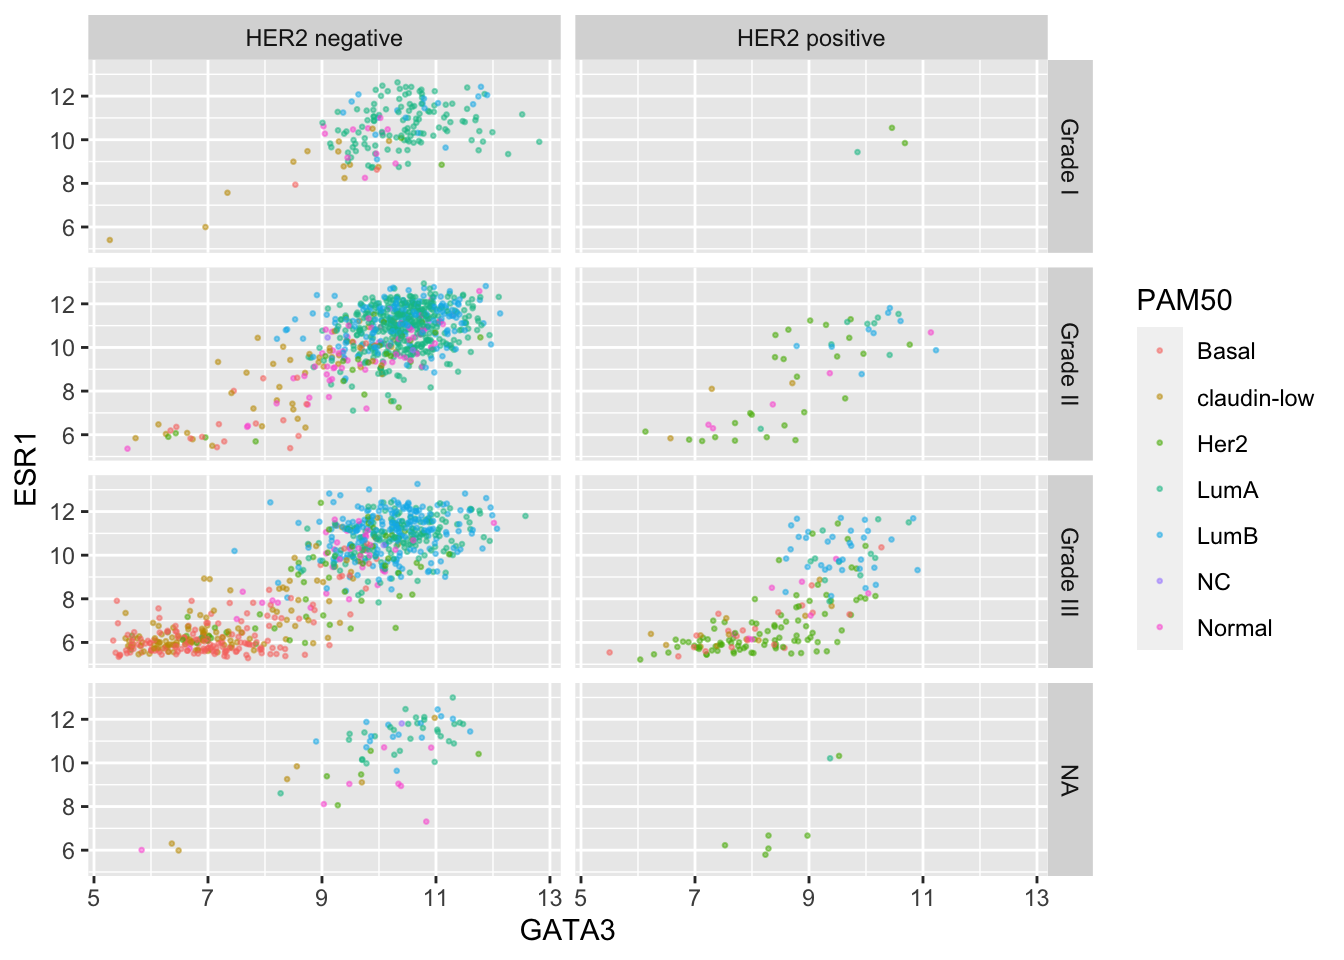 HER2 negative
HER2 positive
12
10
8
6
Grade I
12
10
8
6
Grade II
12
10
8
6
Grade III
12
10
8
6
NA
5
7
9
11
13
5
7
9
11
13
GATA3
ESR1
PAM50
Basal
claudin-low
Her2
LumA
LumB
NC
Normal